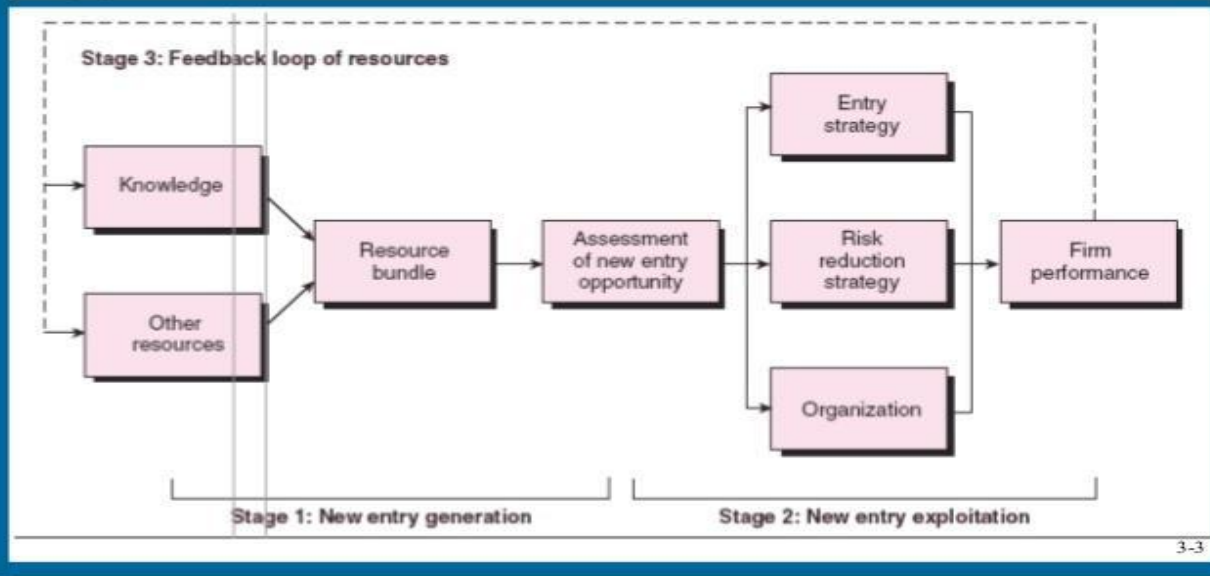 Stage 3: Feedback loop of resources
Knowledge
Other
resources
Resource
bundle
Assessment
of new entry
opportunity
Entry
strategy
Risk
reduction
strategy
Organization
Firm
performance
Stage 1: New entry generation
Stage 2: New entry exploitation
3-3